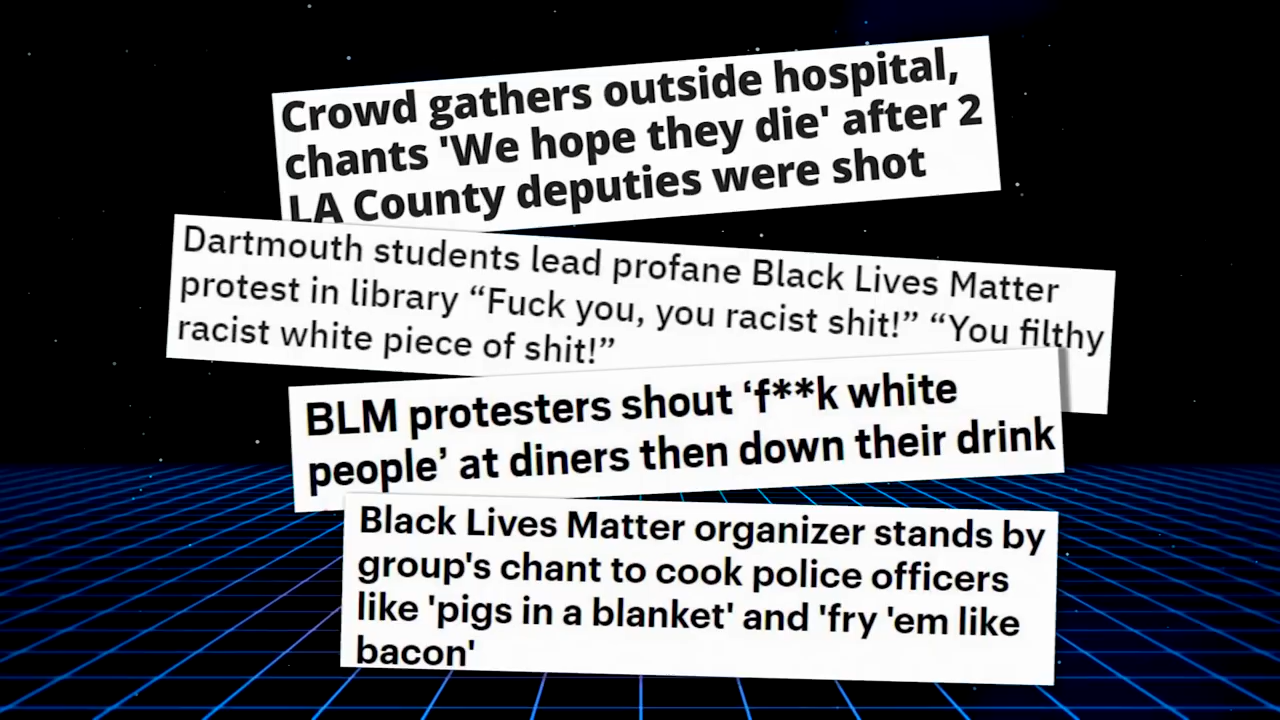 Crowd gathers outside hospital,
chants 'We hope they die' after 2
LA County deputies were shot
Dartmouth students lead profane Black Lives Matter
protest in library “Fuck you, you racist shit!” “You filthy
racist white piece of shit!”
BLM protesters shout ‘f**k white
people’ at diners then down their drink
Black Lives Matter organizer stands by
group's chant to cook police officers
like 'pigs in a blanket' and 'fry 'em like
bacon'